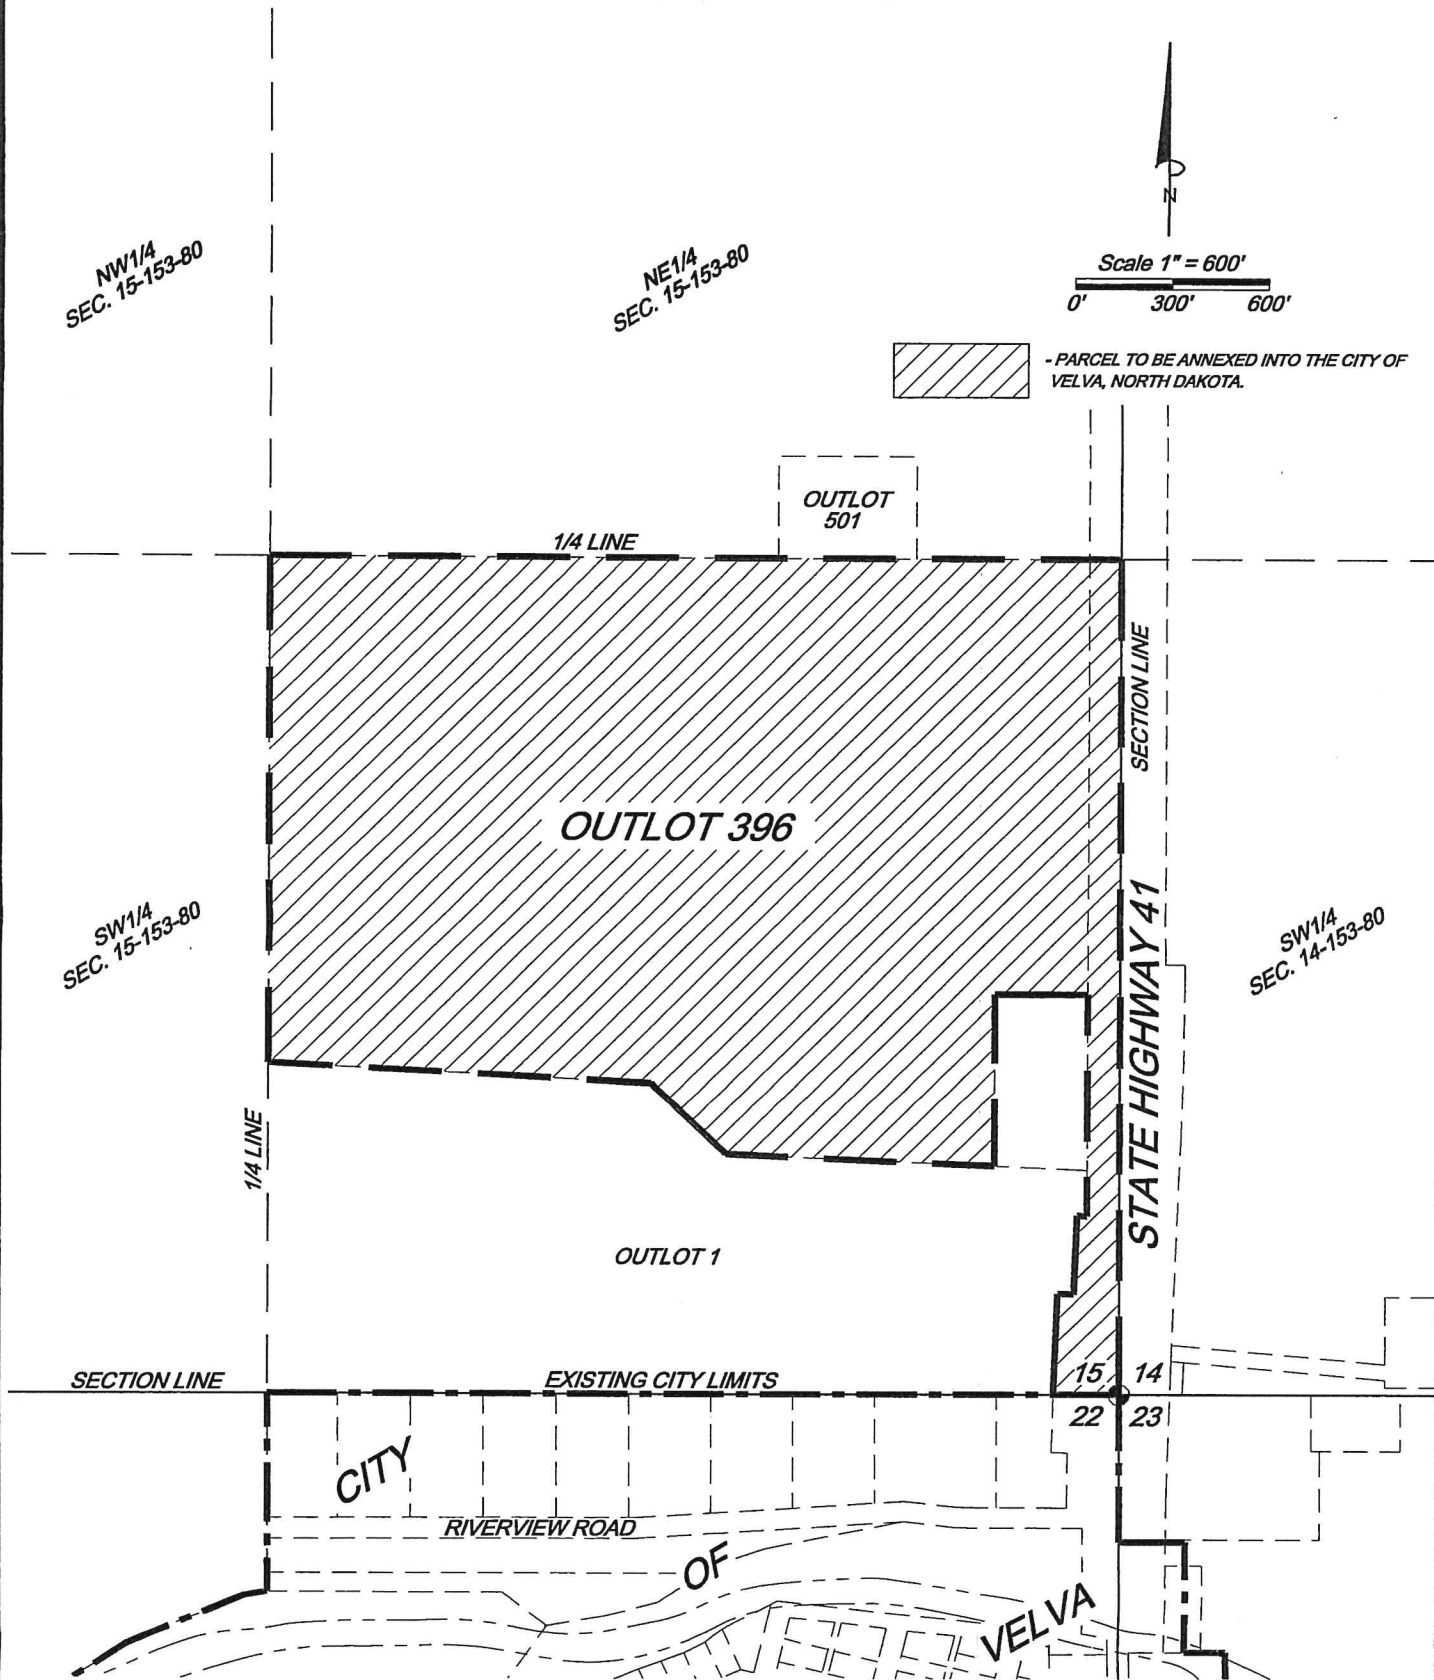 N
NW1/4
SEC. 15-153-80
NE1/4
SEC. 15-153-80
Scale 1" = 600'
0' 300' 600'
- PARCEL TO BE ANNEXED INTO THE CITY OF
VELVA, NORTH DAKOTA.
OUTLOT
501
1/4 LINE
SECTION LINE
OUTLOT 396
SW1/4
SEC. 15-153-80
STATE HIGHWAY 41
SW1/4
SEC. 14-153-80
1/4 LINE
OUTLOT 1
SECTION LINE
EXISTING CITY LIMITS
15 14
22 23
CITY
RIVERVIEW ROAD
OF
VELVA